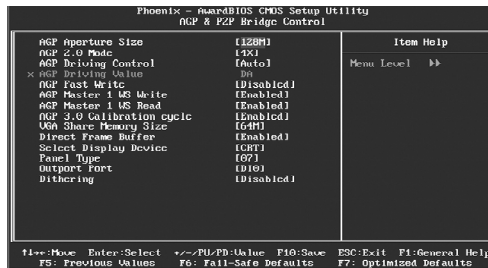 Phoenix - AwardBIOS CMOS Setup Utility
AGP & P2P Bridge Control
AGP Aperture Size [128M]
AGP 2.0 Mode [4X]
AGP Driving Control [Auto]
x AGP Driving Value DA
AGP Fast Write [Disabled]
AGP Master 1 WS Write [Enabled]
AGP Master 1 WS Read [Enabled]
AGP 3.0 Calibration cycle [Enabled]
VGA Share Memory Size [64M]
Direct Frame Buffer [Enabled]
Select Display Device [CRT]
Panel Type [07]
Outport Port [DI0]
Dithering [Disabled]
Item Help
Menu Level ▶▶
↑↓→←:Move Enter:Select +/-/PU/PD:Value F10:Save ESC:Exit F1:General Help
F5: Previous Values F6: Fail-Safe Defaults F7: Optimized Defaults